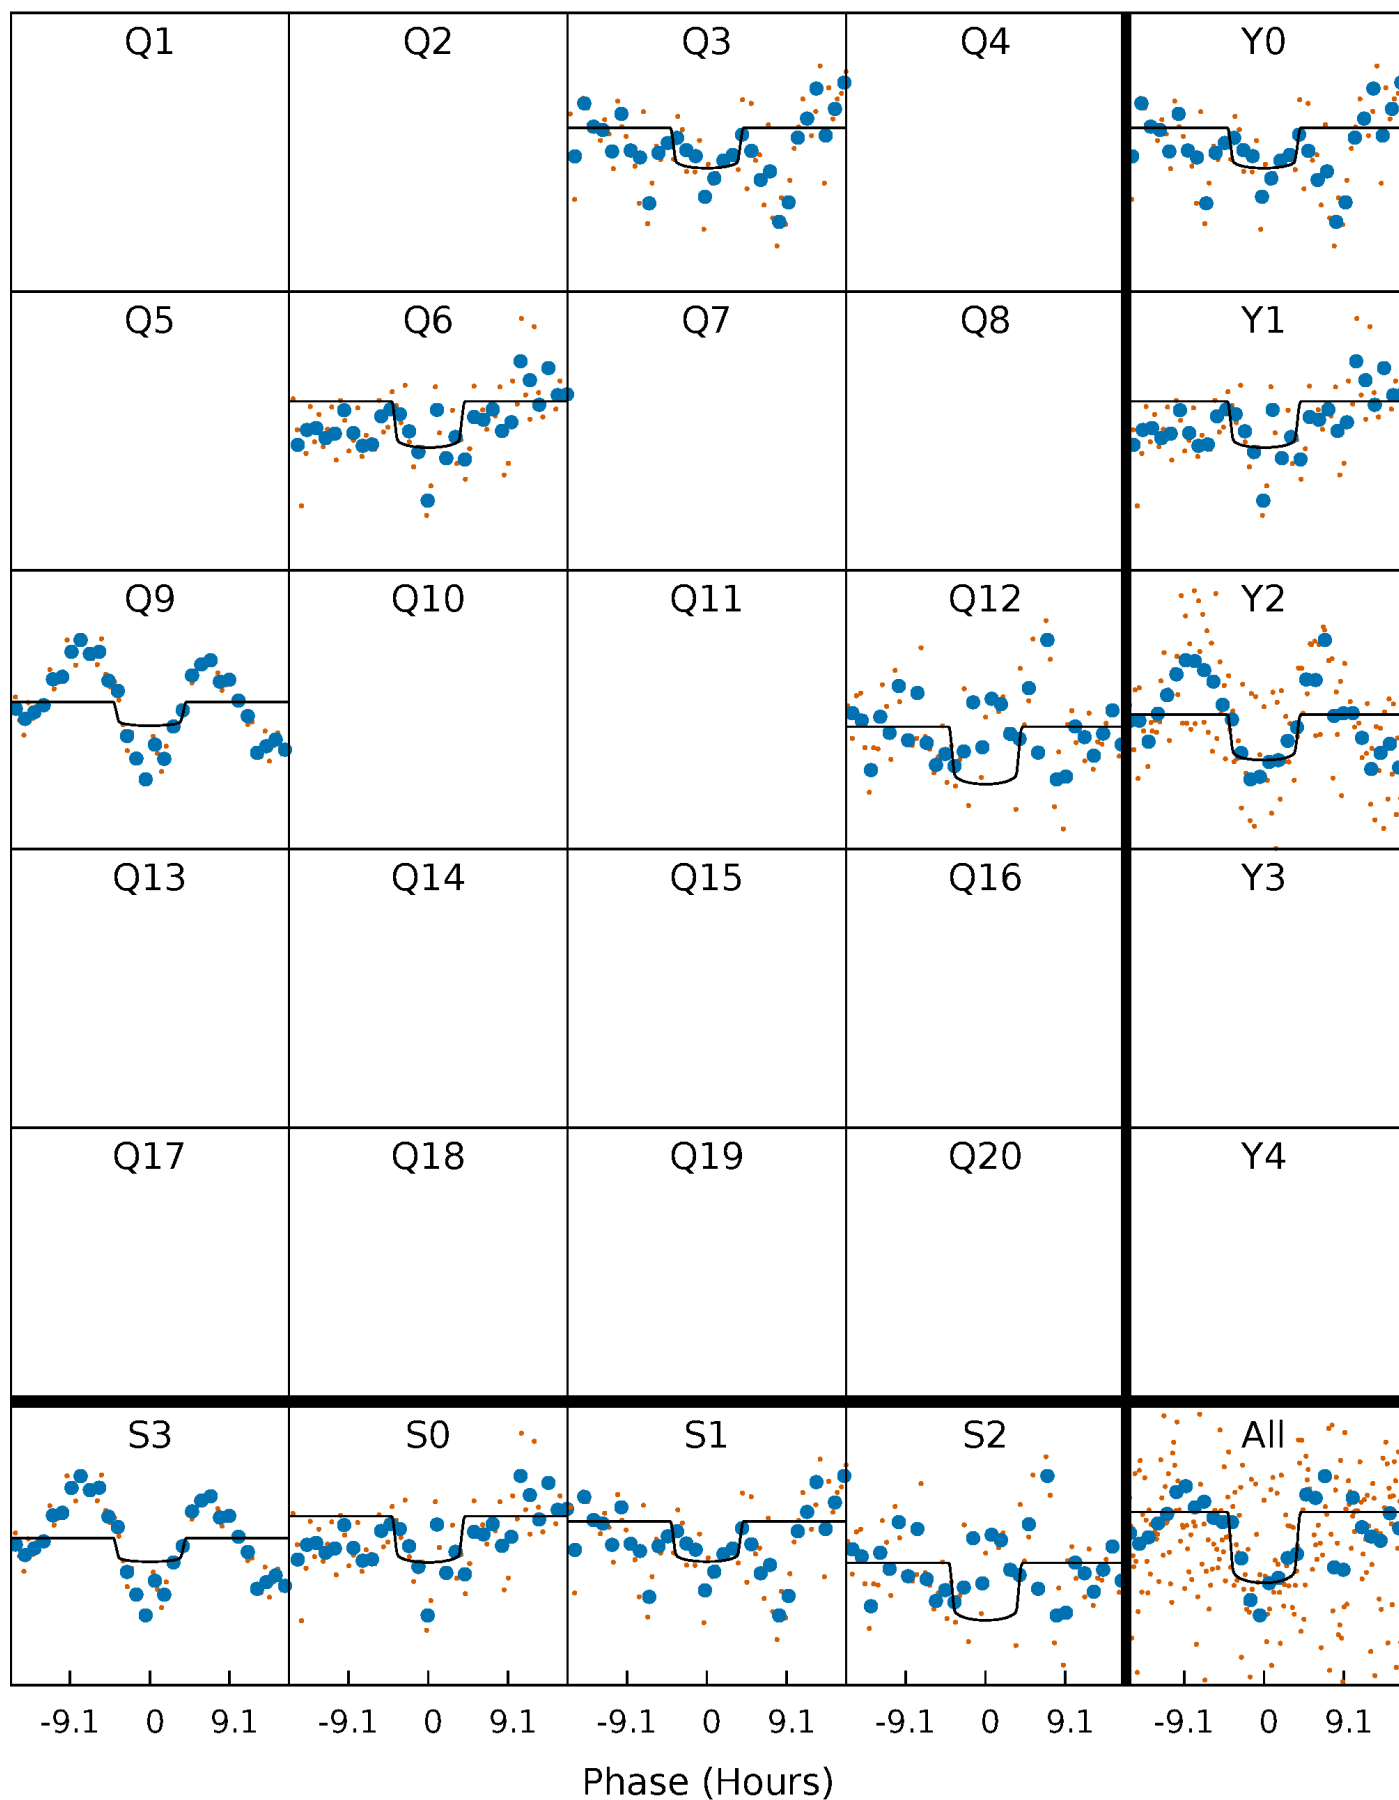 Q1 Q2 Q3 Q4 Y0
Q5 Q6 Q7 Q8 Y1
Q9 Q10 Q11 Q12 Y2
Q13 Q14 Q15 Q16 Y3
Q17 Q18 Q19 Q20 Y4
S3 S0 S1 S2 All
-9.1 0 9.1 -9.1 0 9.1 -9.1 0 9.1 -9.1 0 9.1 -9.1 0 9.1
Phase (Hours)